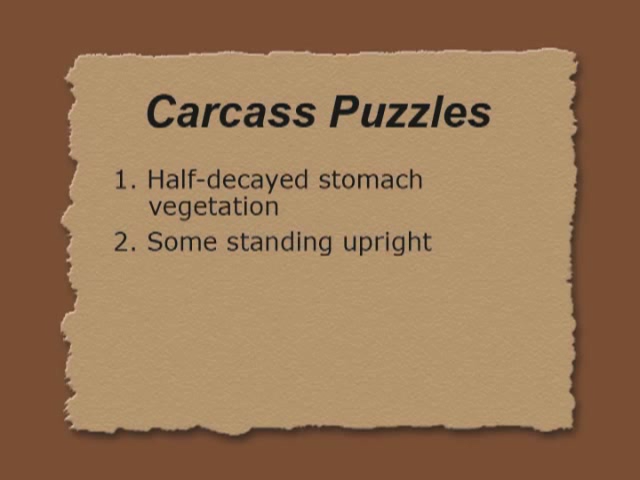 Carcass Puzzles
1. Half-decayed stomach
vegetation
2. Some standing upright